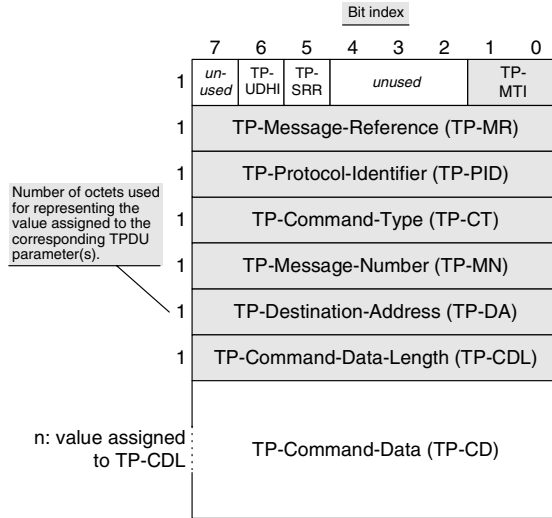 Bit index
7 6 5 4 3 2 1 0
1
un-
used
TP-
UDHI
TP-
SRR
unused
TP-
MTI
1 TP-Message-Reference (TP-MR)
1 TP-Protocol-Identifier (TP-PID)
1 TP-Command-Type (TP-CT)
1 TP-Message-Number (TP-MN)
1 TP-Destination-Address (TP-DA)
1 TP-Command-Data-Length (TP-CDL)
Number of octets used
for representing the
value assigned to the
corresponding TPDU
parameter(s).
n: value assigned
to TP-CDL
TP-Command-Data (TP-CD)